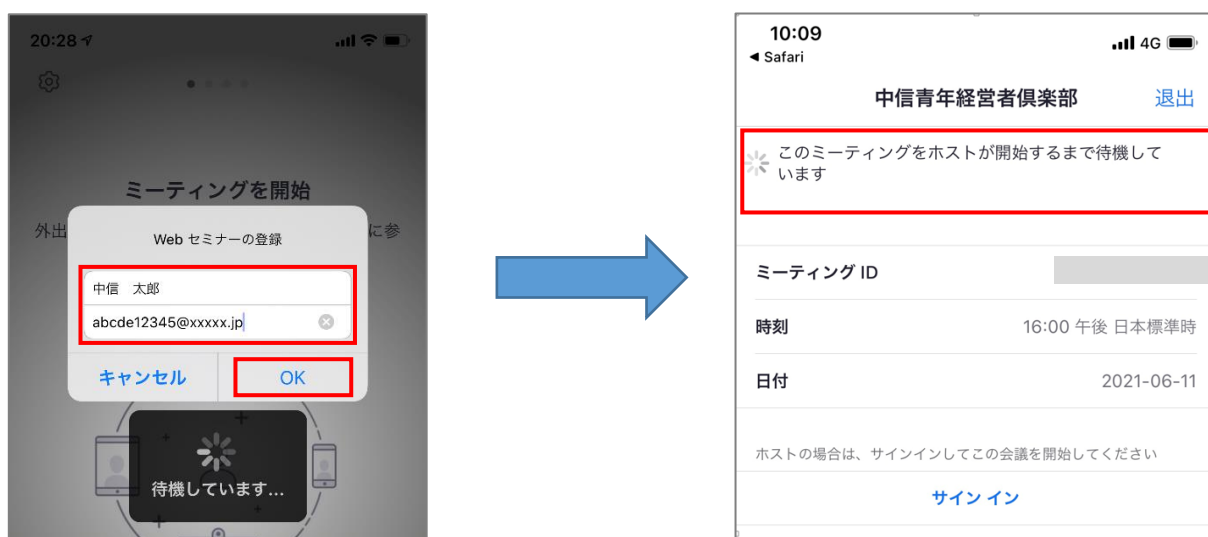 20:28
ミーティングを開始
外出
に参
Web セミナーの登録
中信　太郎
abcde12345@xxxxx.jp
キャンセル
OK
待機しています...
10:09
4G
◀ Safari
中信青年経営者倶楽部
退出
このミーティングをホストが開始するまで待機して
います
ミーティング ID
時刻
16:00 午後 日本標準時
日付
2021-06-11
ホストの場合は、サインインしてこの会議を開始してください
サイン イン